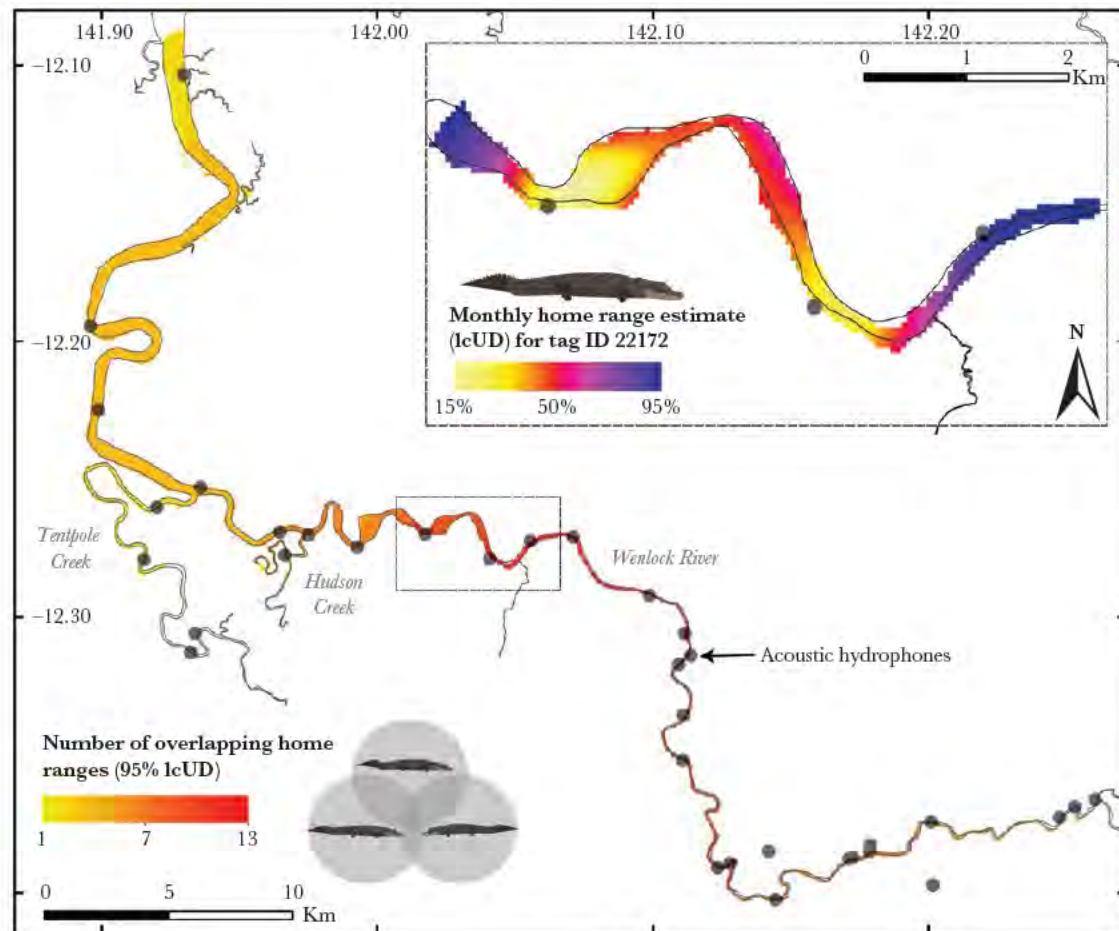 141.90
142.00
142.10
142.20
−12.10
−12.20
−12.30
0 1 2
Km
Monthly home range estimate
(lcUD) for tag ID 22172
15% 50% 95%
N
Tentpole
Creek
Hudson
Creek
Wenlock River
Acoustic hydrophones
Number of overlapping home
ranges (95% lcUD)
1 7 13
0 5 10
Km